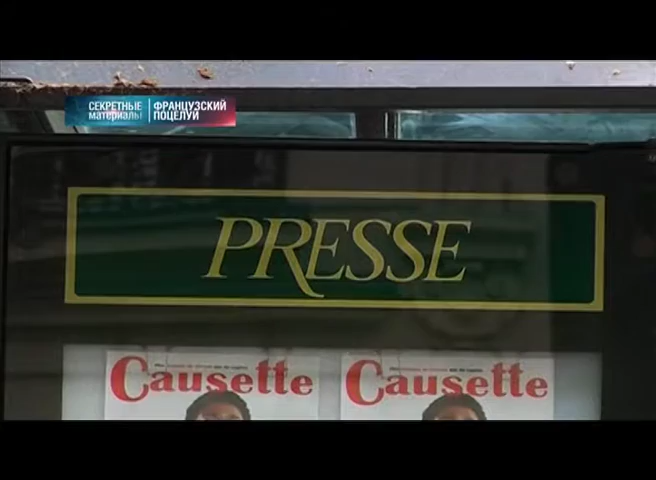 СЕКРЕТНЫЕ
материалы
ФРАНЦУЗСКИЙ
ПОЦЕЛУЙ
PRESSE
Causette
Causette